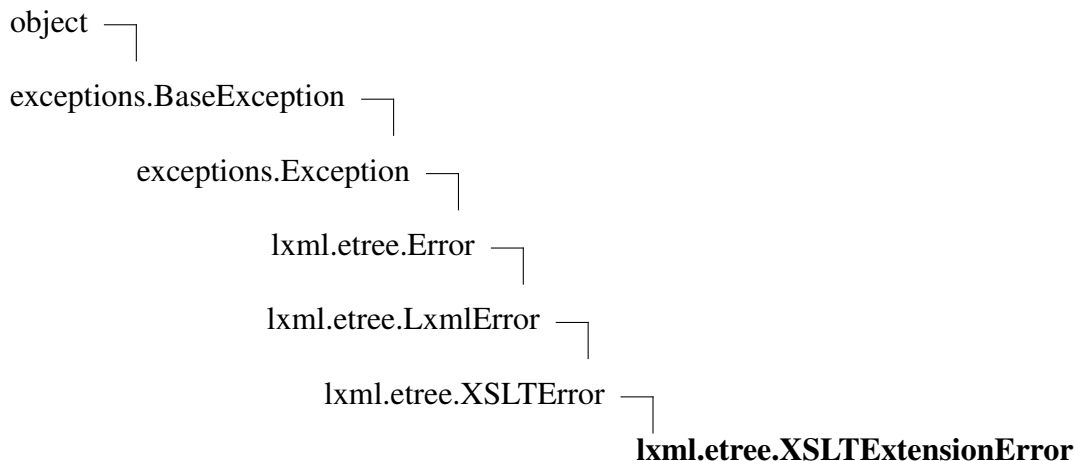 object
exceptions.BaseException
exceptions.Exception
lxml.etree.Error
lxml.etree.LxmlError
lxml.etree.XSLTError
lxml.etree.XSLTExtensionError